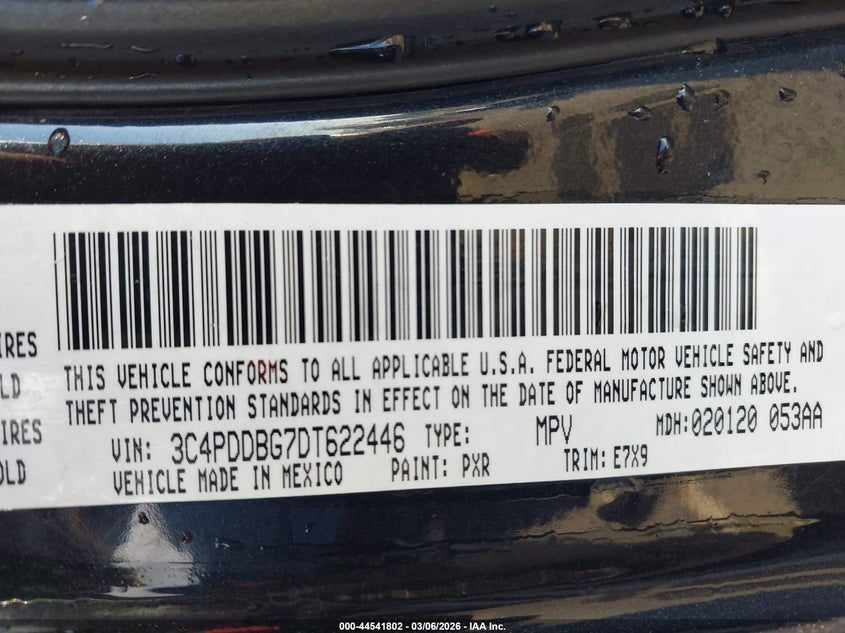 IRES
OLD
IRES
OLD
THIS VEHICLE CONFORMS TO ALL APPLICABLE U.S.A. FEDERAL MOTOR VEHICLE SAFETY AND
THEFT PREVENTION STANDARDS IN EFFECT ON THE DATE OF MANUFACTURE SHOWN ABOVE.
VIN: 3C4PDDBG7DT622446 TYPE: MPV MDH:020120 053AA
VEHICLE MADE IN MEXICO PAINT: PXR TRIM: E7X9
000-44541802 - 03/06/2026 - IAA Inc.